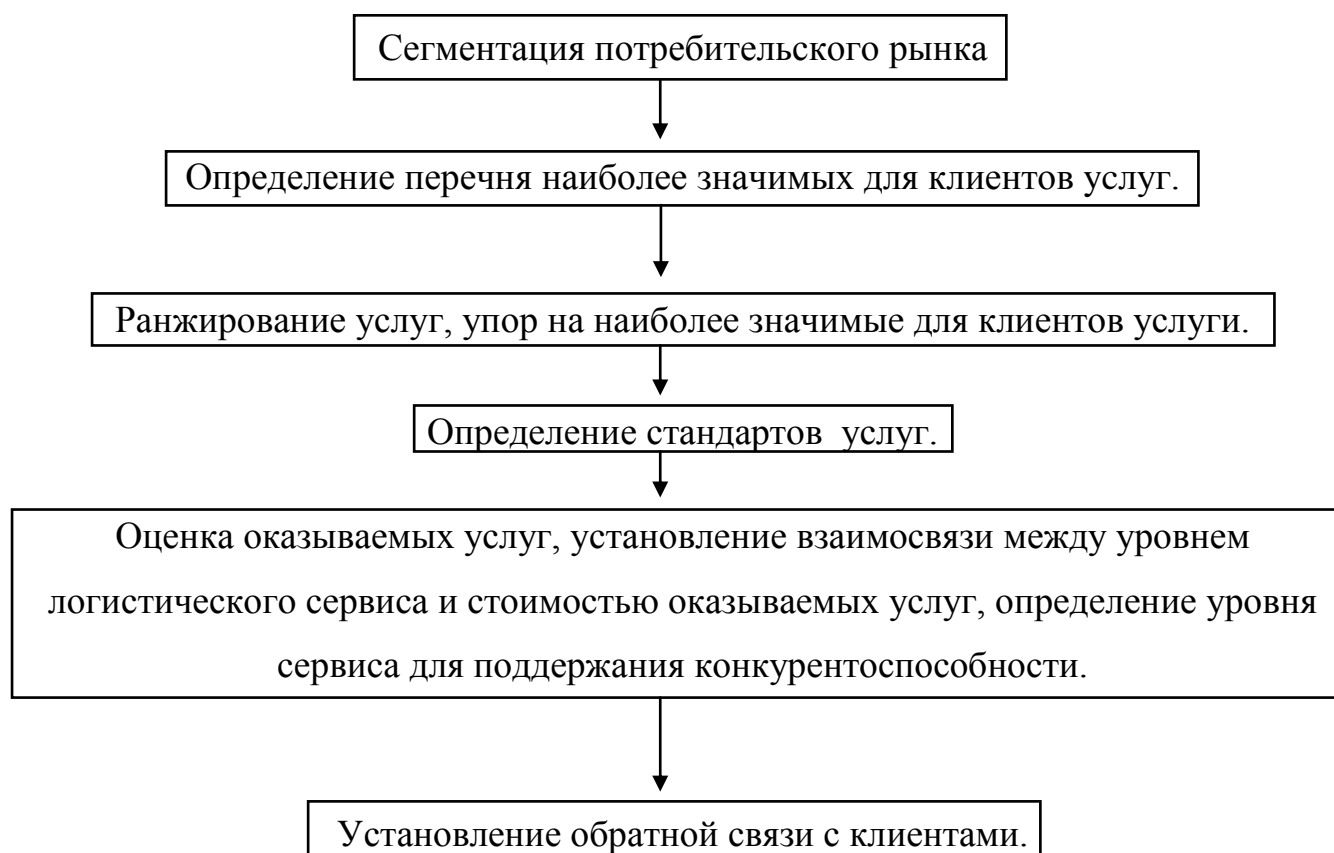 Сегментация потребительского рынка
Определение перечня наиболее значимых для клиентов услуг.
Ранжирование услуг, упор на наиболее значимые для клиентов услуги.
Определение стандартов услуг.
Оценка оказываемых услуг, установление взаимосвязи между уровнем
логистического сервиса и стоимостью оказываемых услуг, определение уровня
сервиса для поддержания конкурентоспособности.
Установление обратной связи с клиентами.